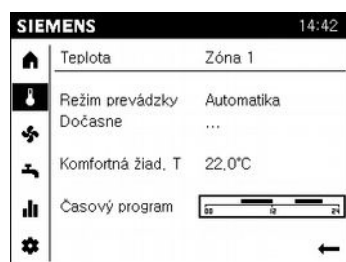 SIEMENS 14:42
Teplota Zóna 1
Režim prevádzky Automatika
Dočasne ...
Komfortná žiad. T 22,0°C
Časový program
00 12 24